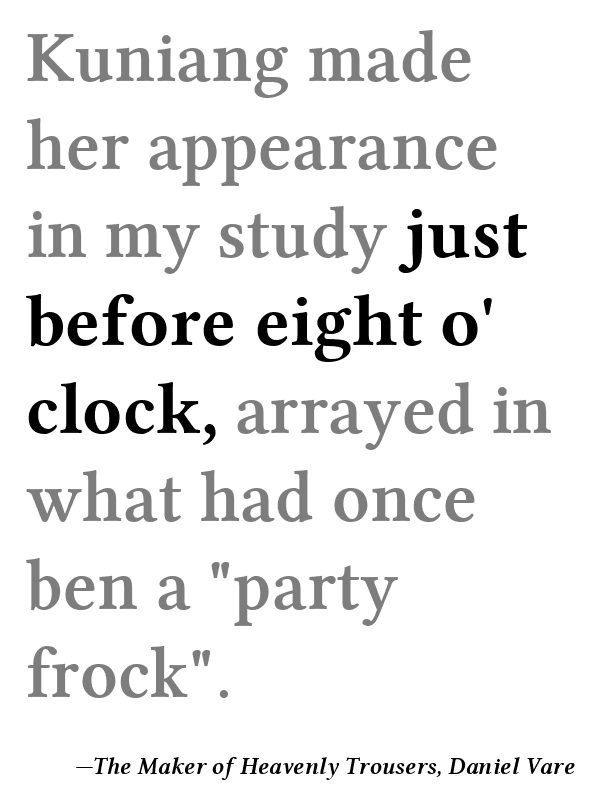 Kuniang made
her appearance
in my study just
before eight o'
clock, arrayed in
what had once
ben a "party
frock".
—The Maker of Heavenly Trousers, Daniel Vare